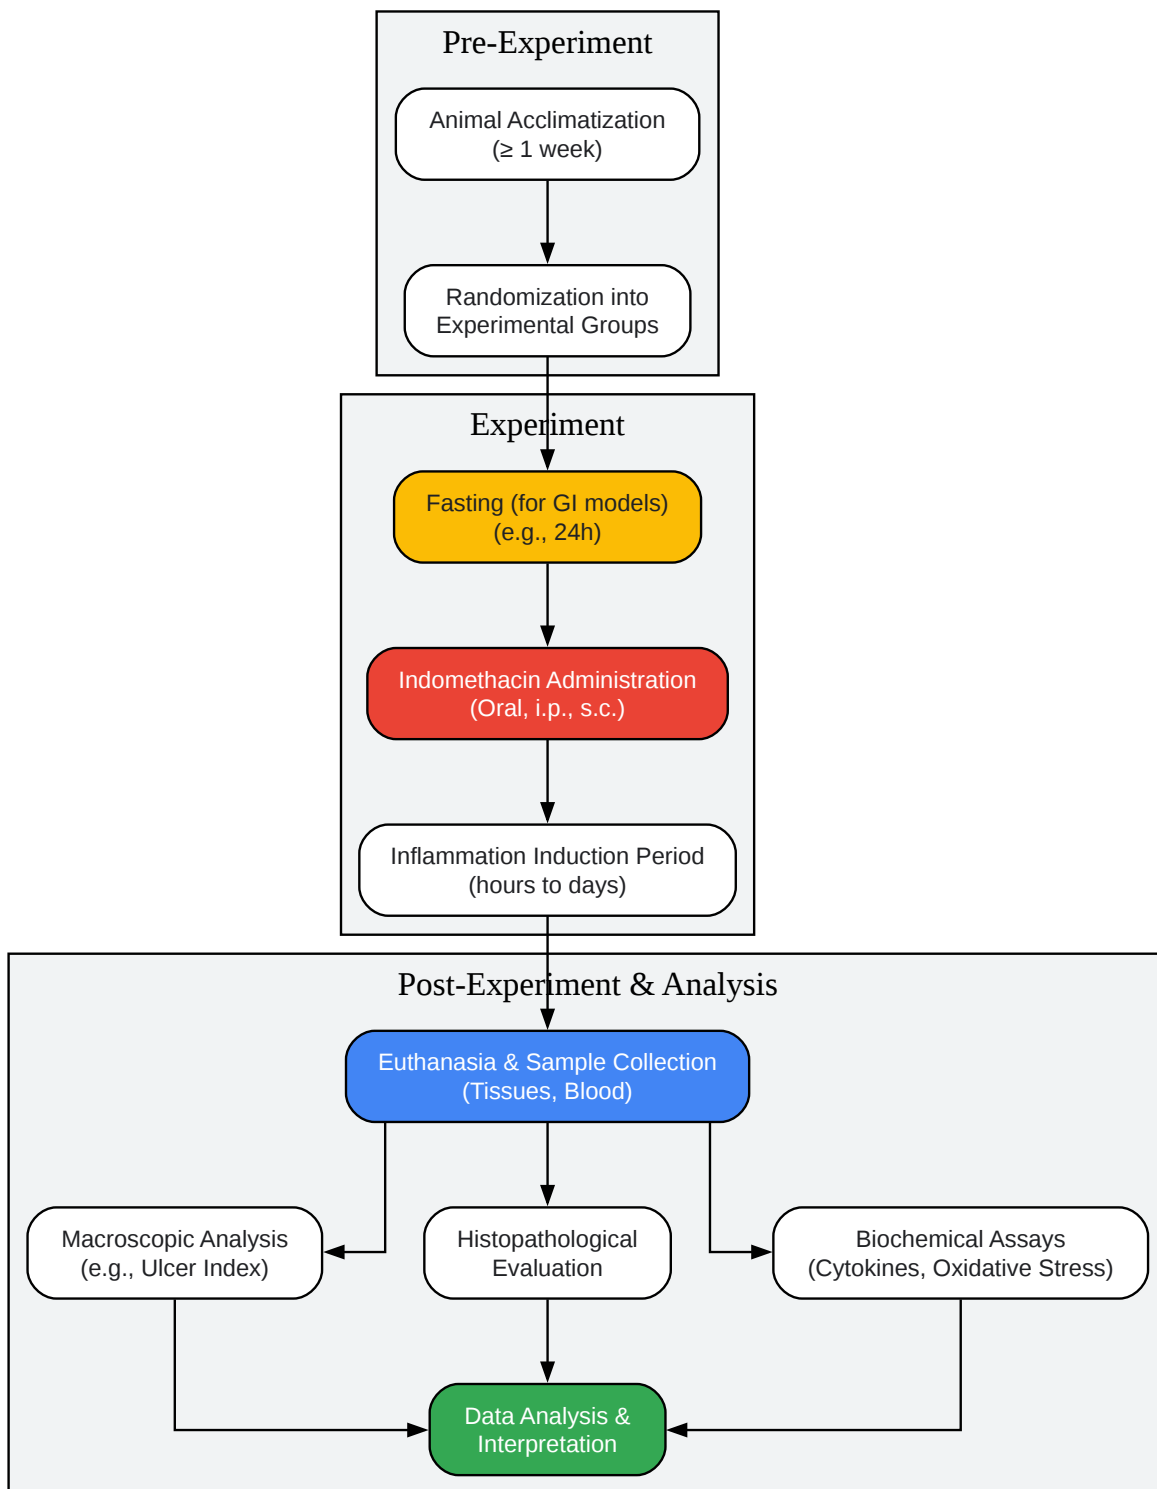 Pre-Experiment
Animal Acclimatization
(≥ 1 week)
Randomization into
Experimental Groups
Experiment
Fasting (for GI models)
(e.g., 24h)
Indomethacin Administration
(Oral, i.p., s.c.)
Inflammation Induction Period
(hours to days)
Post-Experiment & Analysis
Euthanasia & Sample Collection
(Tissues, Blood)
Macroscopic Analysis
(e.g., Ulcer Index)
Histopathological
Evaluation
Biochemical Assays
(Cytokines, Oxidative Stress)
Data Analysis &
Interpretation